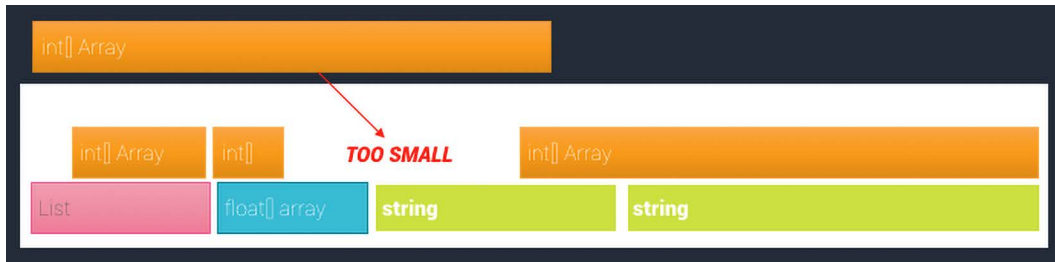 int[] Array
int[] Array
int[]
TOO SMALL
int[] Array
List
float[] array
string
string